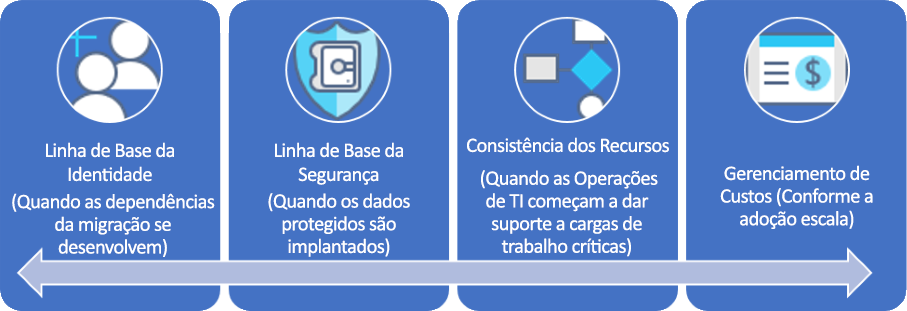 Linha de Base da
Identidade
(Quando as dependências
da migração se
desenvolvem)
Linha de Base da
Segurança
(Quando os dados
protegidos são
implantados)
Consistência dos Recursos
(Quando as Operações
de TI começam a dar
suporte a cargas de
trabalho críticas)
Gerenciamento de
Custos (Conforme a
adoção escala)
$